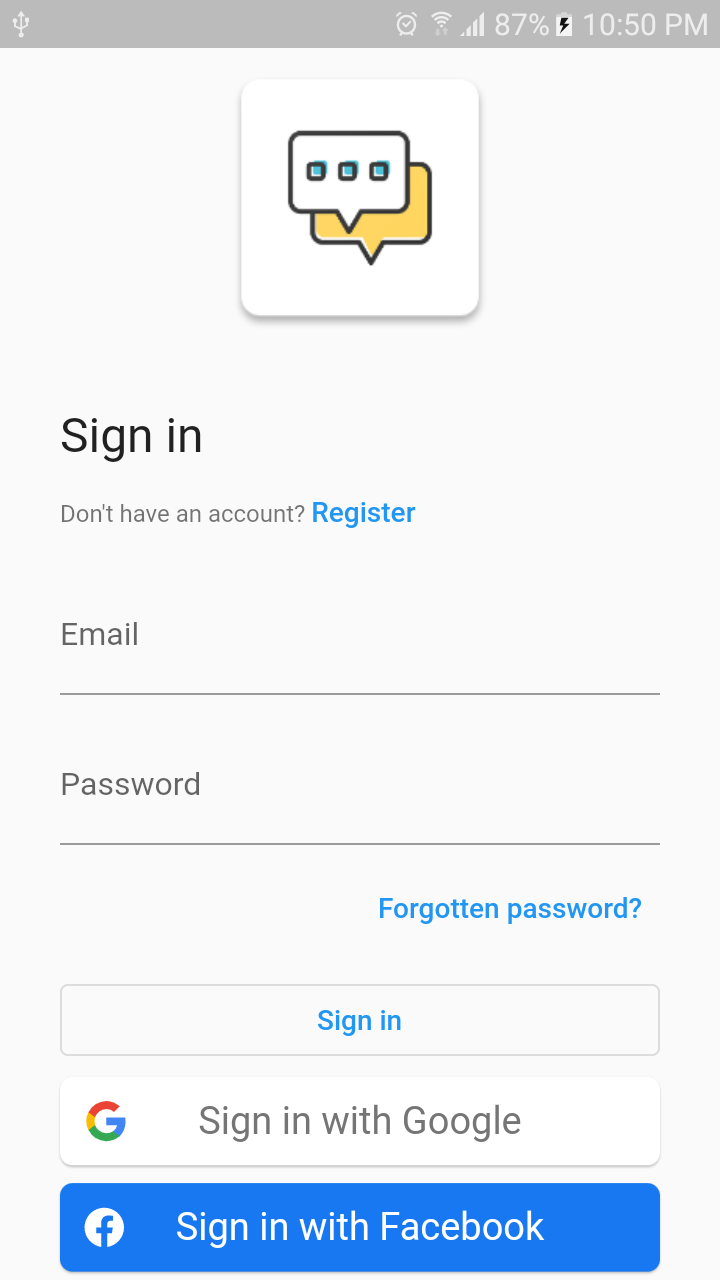 87% 10:50 PM
Sign in
Don't have an account? Register
Email
Password
Forgotten password?
Sign in
Sign in with Google
Sign in with Facebook